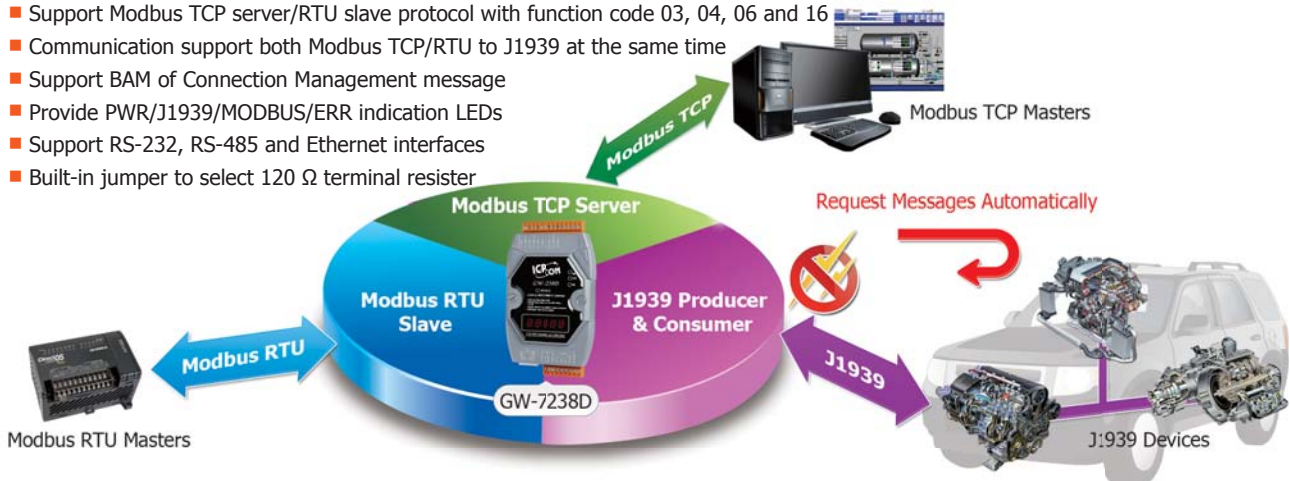 ■ Support Modbus TCP server/RTU slave protocol with function code 03, 04, 06 and 16
■ Communication support both Modbus TCP/RTU to J1939 at the same time
■ Support BAM of Connection Management message
■ Provide PWR/J1939/MODBUS/ERR indication LEDs
■ Support RS-232, RS-485 and Ethernet interfaces
■ Built-in jumper to select 120 Ω terminal resister
Modbus TCP
Modbus TCP Masters
Modbus TCP Server
Request Messages Automatically
ICP CON
Modbus RTU
Slave
J1939 Producer
& Consumer
Modbus RTU
J1939
GW-7238D
Modbus RTU Masters
J1939 Devices